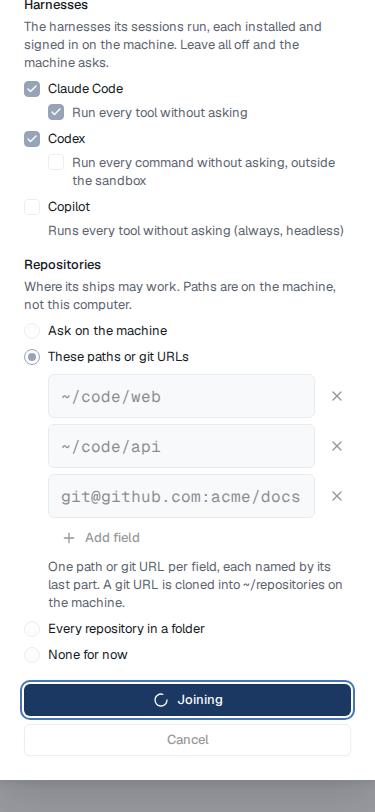 Harnesses
The harnesses its sessions run, each installed and
signed in on the machine. Leave all off and the
machine asks.
Claude Code
Run every tool without asking
Codex
Run every command without asking, outside
the sandbox
Copilot
Runs every tool without asking (always, headless)
Repositories
Where its ships may work. Paths are on the machine,
not this computer.
Ask on the machine
These paths or git URLs
~/code/web
~/code/api
git@github.com:acme/docs
Add field
One path or git URL per field, each named by its
last part. A git URL is cloned into ~/repositories on
the machine.
Every repository in a folder
None for now
Joining
Cancel